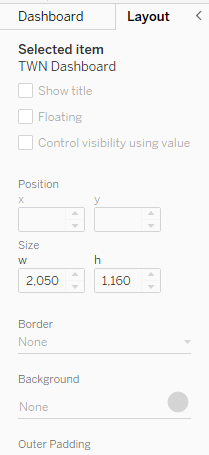 Dashboard Layout <
Selected item
TWN Dashboard
Show title
Floating
Control visibility using value
Position
x y
Size
w h
2,050 1,160
Border
None
Background
None
Outer Padding